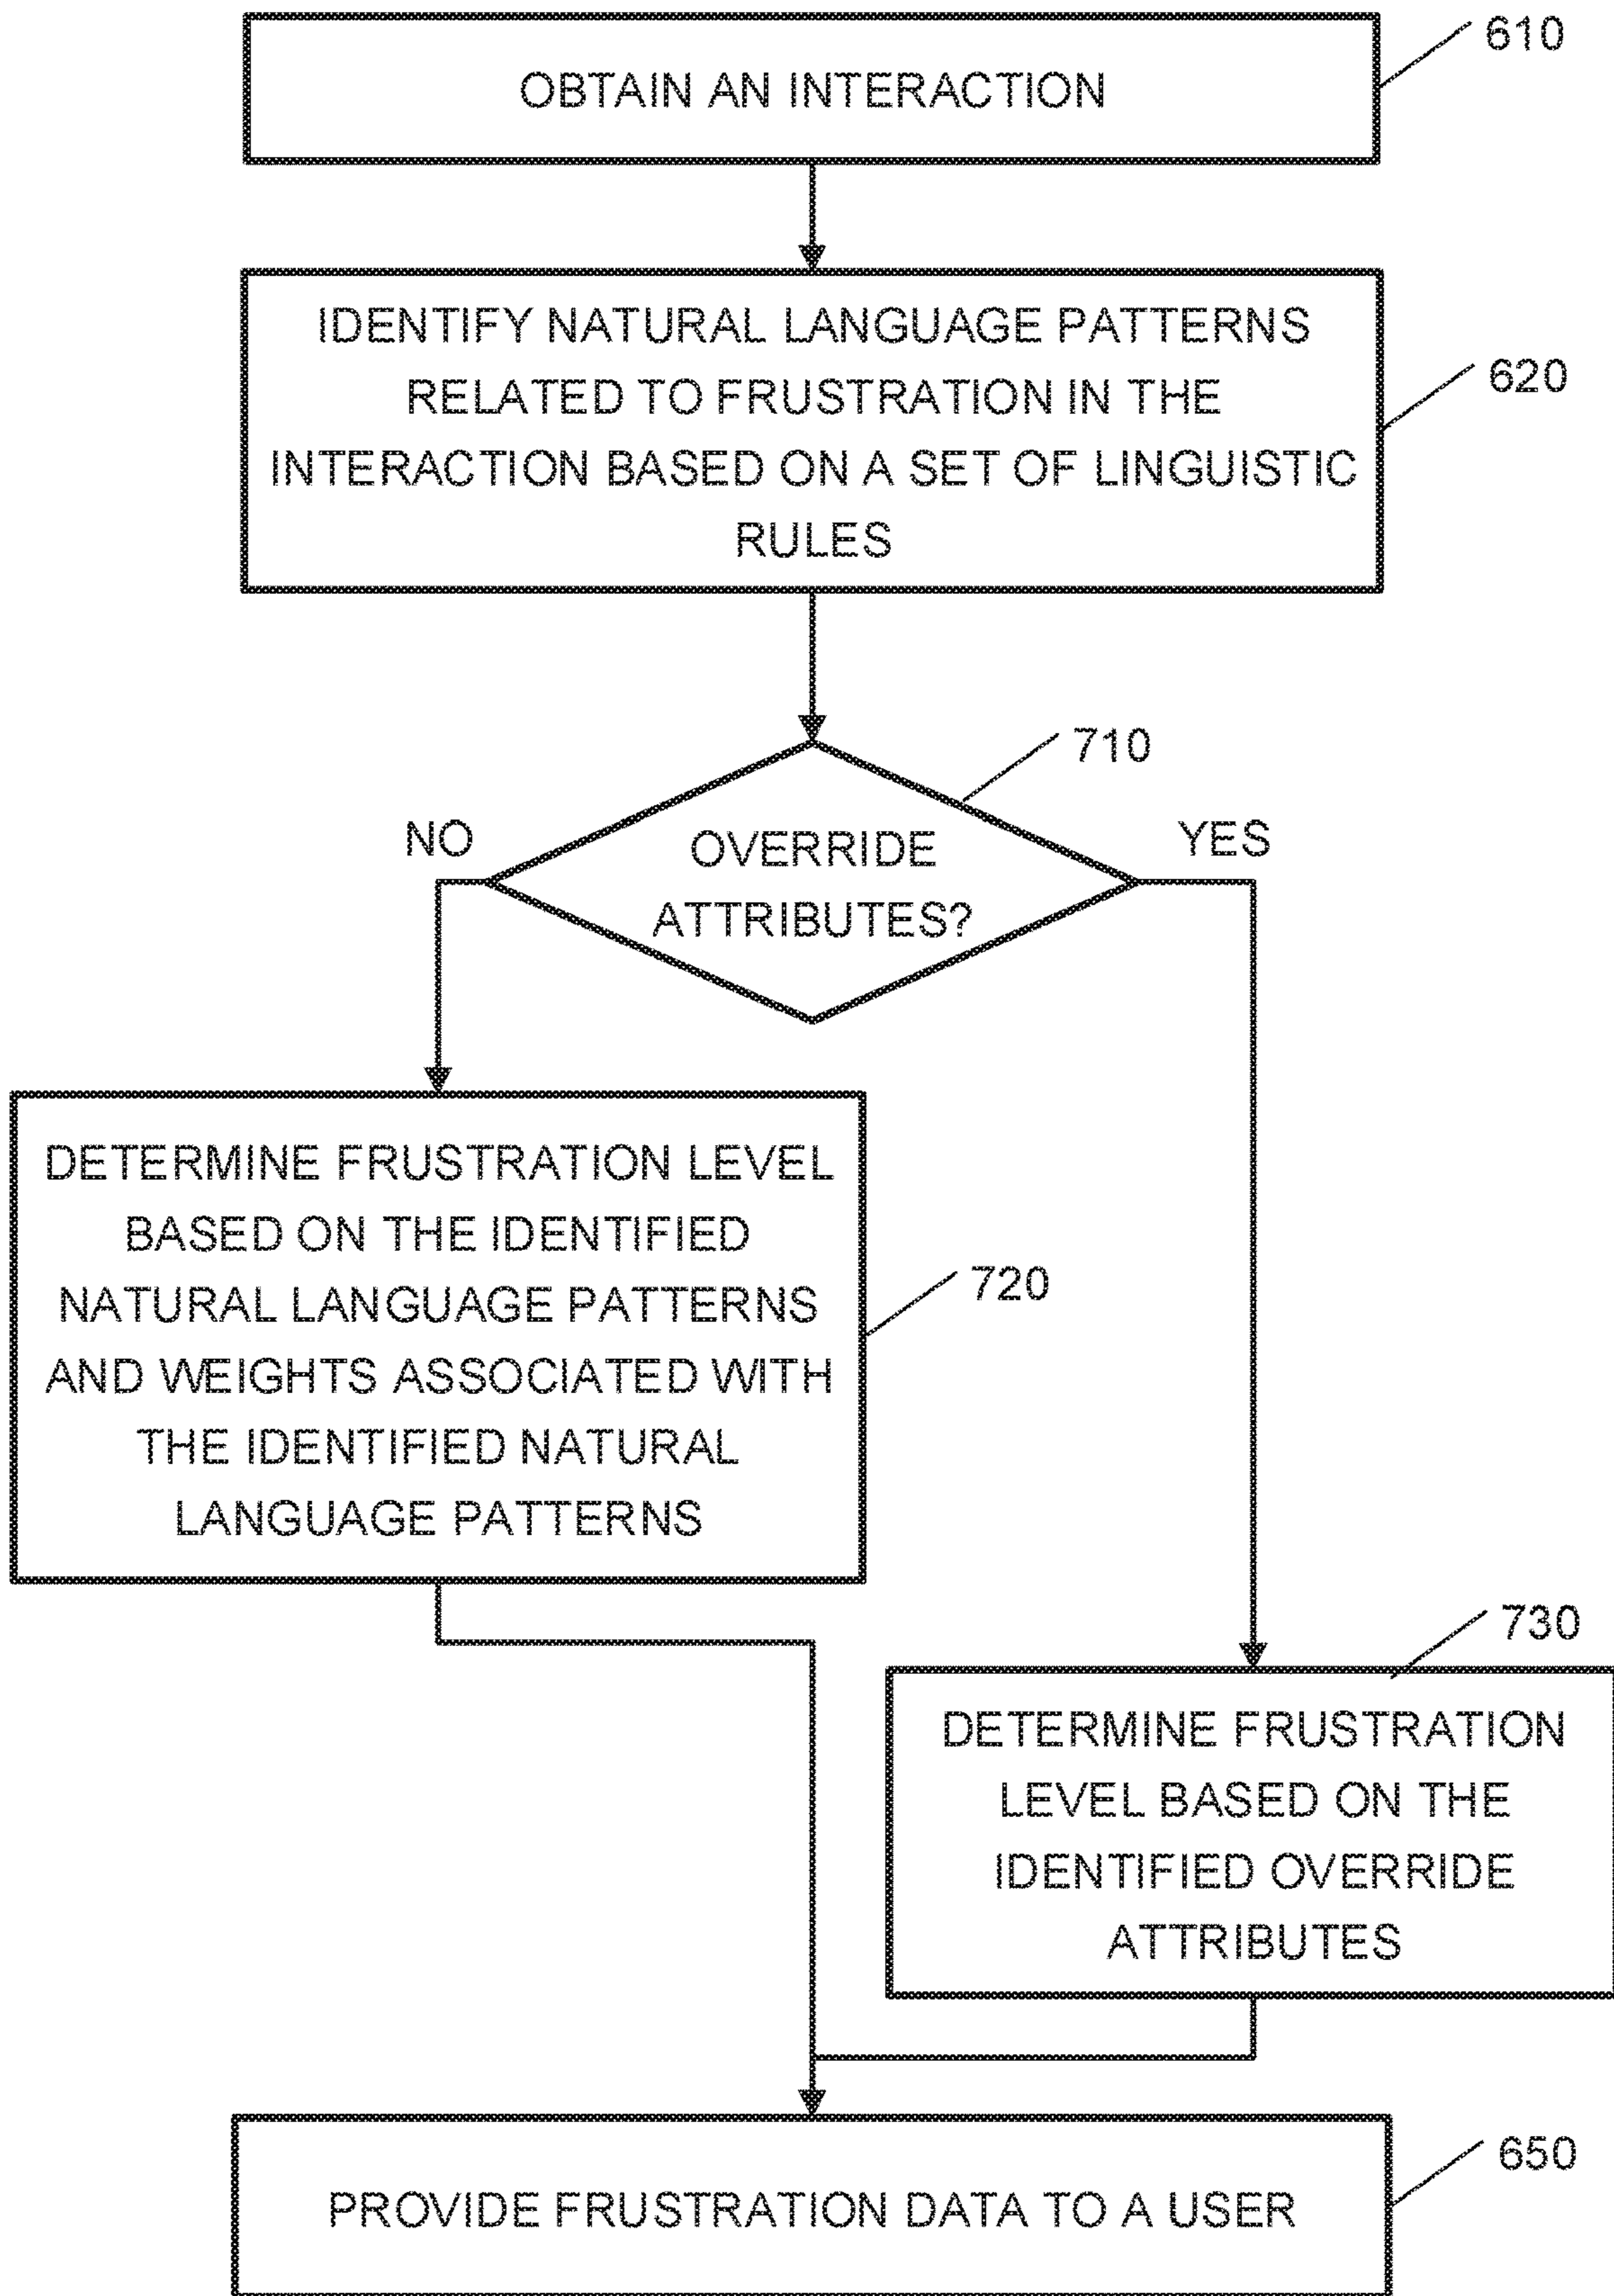 610
OBTAIN AN INTERACTION
IDENTIFY NATURAL LANGUAGE PATTERNS
RELATED TO FRUSTRATION IN THE
INTERACTION BASED ON A SET OF LINGUISTIC
RULES
620
710
NO
OVERRIDE
ATTRIBUTES?
YES
DETERMINE FRUSTRATION LEVEL
BASED ON THE IDENTIFIED
NATURAL LANGUAGE PATTERNS
AND WEIGHTS ASSOCIATED WITH
THE IDENTIFIED NATURAL
LANGUAGE PATTERNS
720
730
DETERMINE FRUSTRATION
LEVEL BASED ON THE
IDENTIFIED OVERRIDE
ATTRIBUTES
650
PROVIDE FRUSTRATION DATA TO A USER